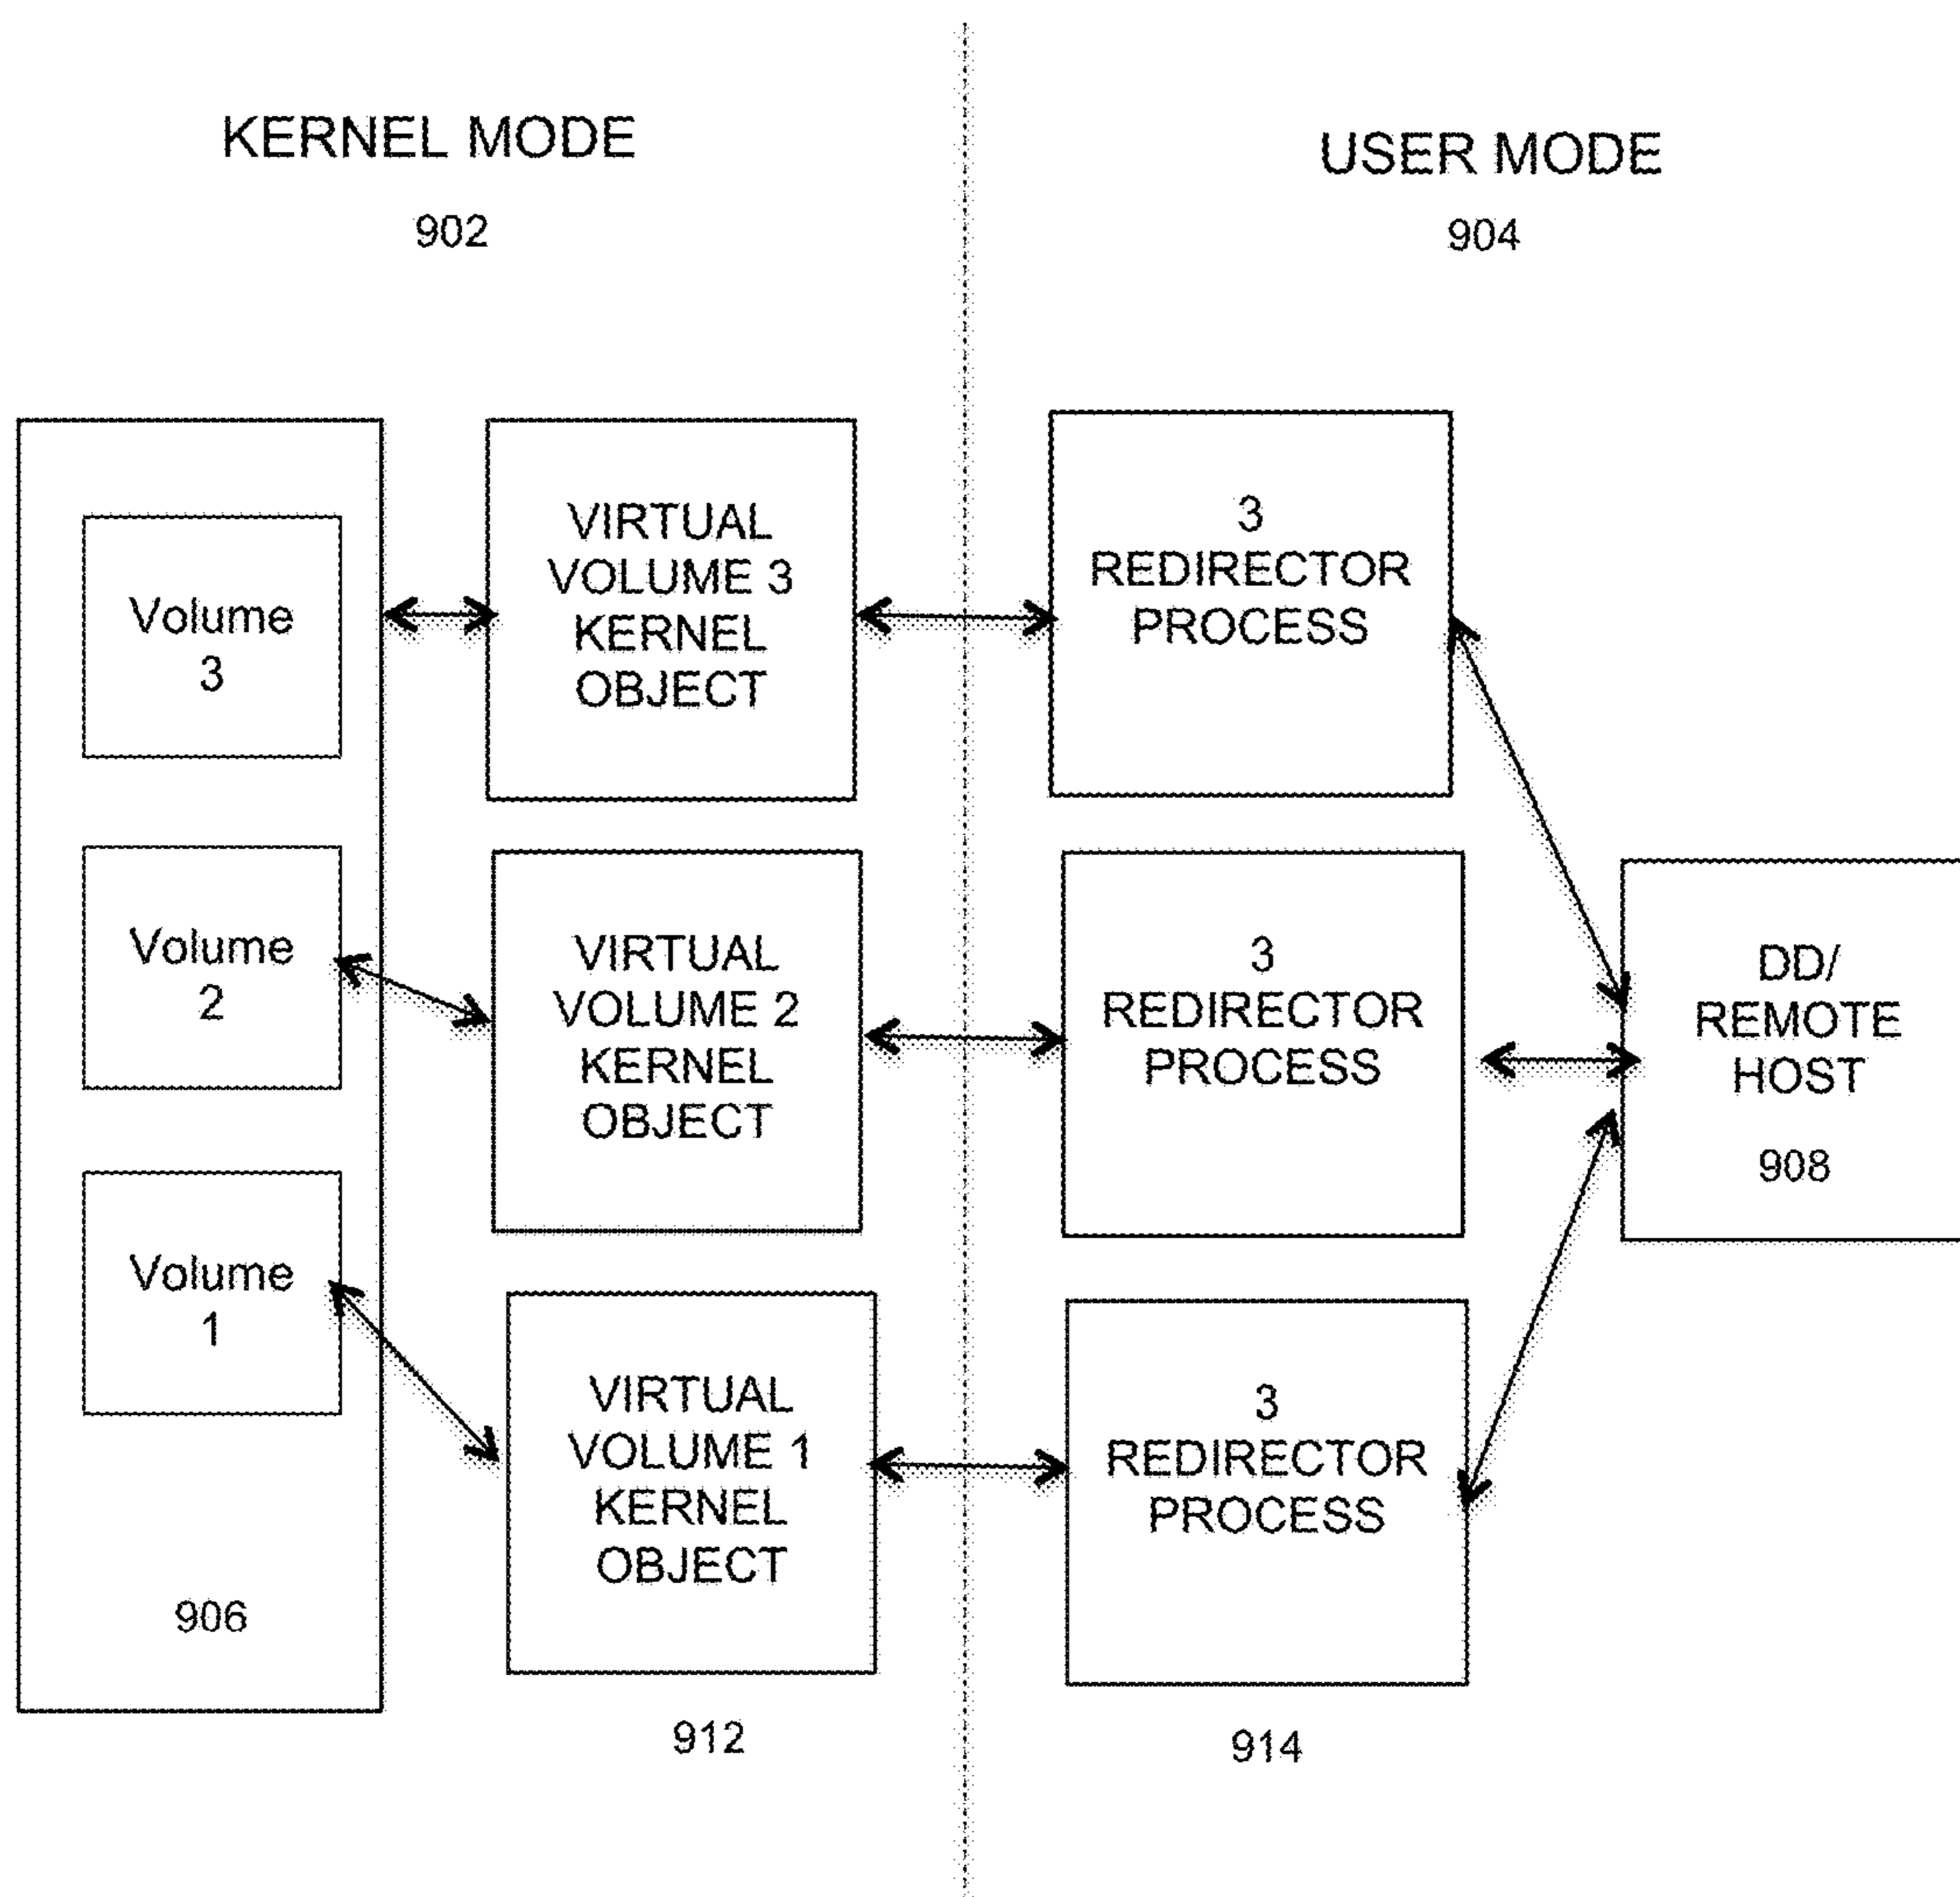 KERNEL MODE
902
USER MODE
904
Volume
3
VIRTUAL
VOLUME 3
KERNEL
OBJECT
3
REDIRECTOR
PROCESS
Volume
2
VIRTUAL
VOLUME 2
KERNEL
OBJECT
3
REDIRECTOR
PROCESS
DD/
REMOTE
HOST
908
Volume
1
VIRTUAL
VOLUME 1
KERNEL
OBJECT
3
REDIRECTOR
PROCESS
906
912
914